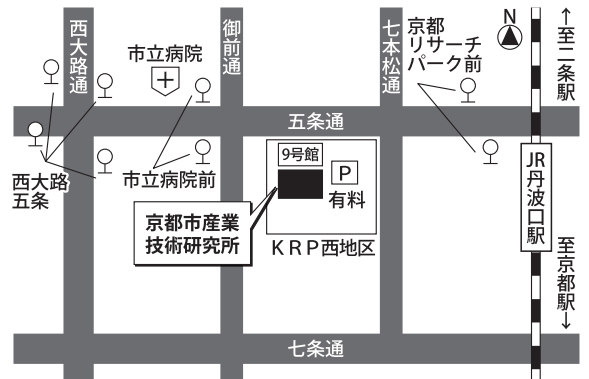 西大路通
市立病院
御前通
七本松通
京都
リサーチ
パーク前
N
↑至二条駅
五条通
西大路
五条
市立病院前
9号館
P
有料
京都市産業
技術研究所
KRP西地区
JR丹波口駅
至京都駅↓
七条通